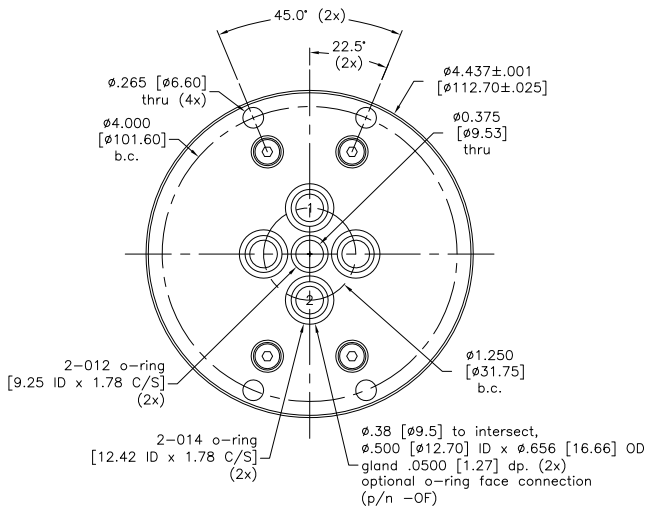 45.0° (2x)
22.5°
(2x)
ø.265 [ø6.60]
thru (4x)
ø4.437±.001
[ø112.70±.025]
ø4.000
[ø101.60]
b.c.
ø0.375
[ø9.53]
thru
1
2
2-012 o-ring
[9.25 ID x 1.78 C/S]
(2x)
ø1.250
[ø31.75]
b.c.
2-014 o-ring
[12.42 ID x 1.78 C/S]
(2x)
ø.38 [ø9.5] to intersect,
ø.500 [ø12.70] ID x ø.656 [16.66] OD
gland .0500 [1.27] dp. (2x)
optional o-ring face connection
(p/n -OF)